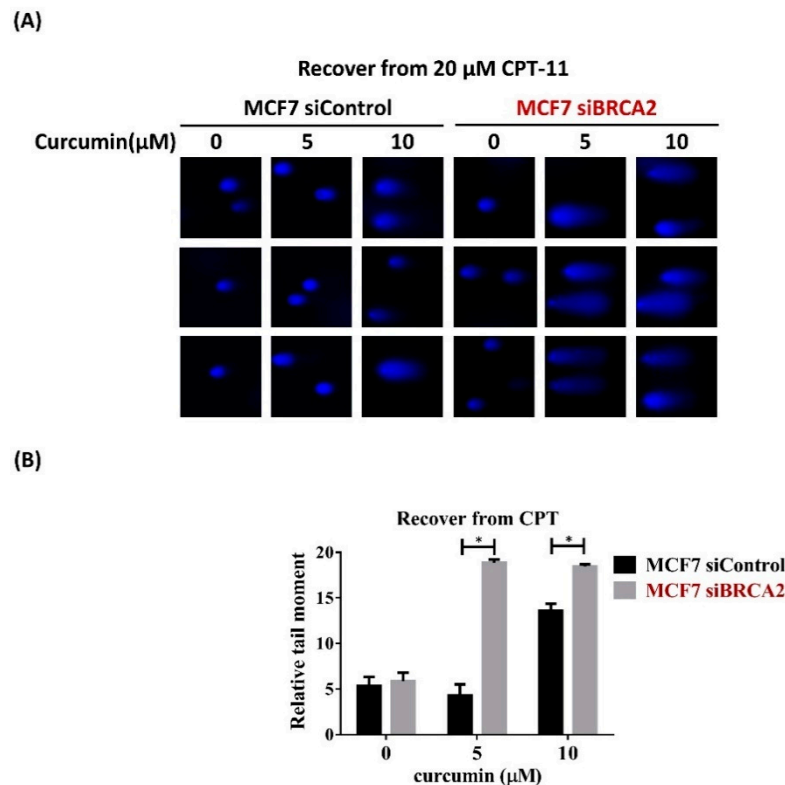 (A)
Recover from 20 μM CPT-11
MCF7 siControl MCF7 siBRCA2
Curcumin(μM) 0 5 10 0 5 10
(B)
Recover from CPT
* *
20
15
10
5
0
Relative tail moment
0 5 10
curcumin (μM)
MCF7 siControl
MCF7 siBRCA2